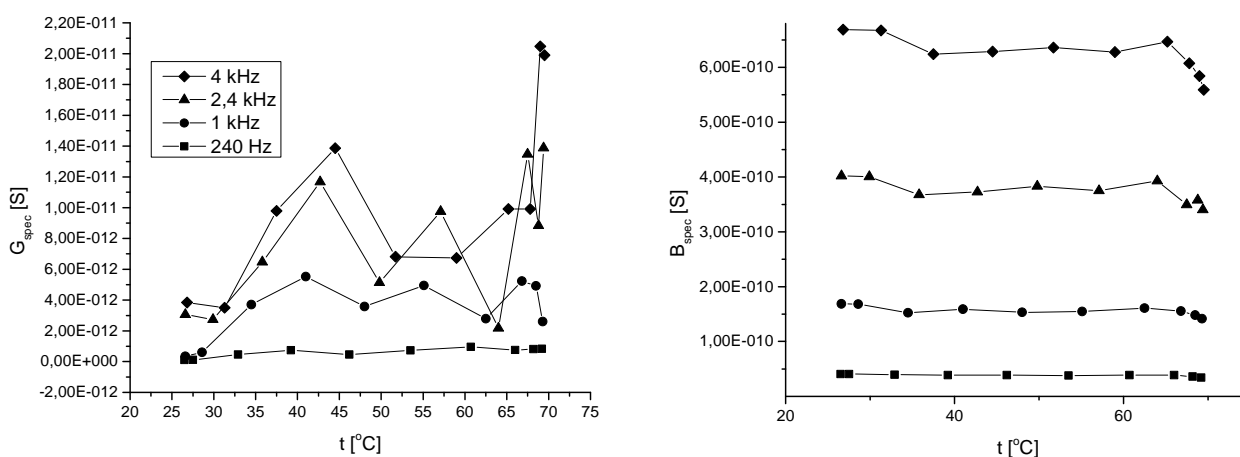 2,20E-011
2,00E-011
1,80E-011
1,60E-011
1,40E-011
1,20E-011
1,00E-011
8,00E-012
6,00E-012
4,00E-012
2,00E-012
0,00E+000
-2,00E-012
G_spec [S]
4 kHz
2,4 kHz
1 kHz
240 Hz
20 25 30 35 40 45 50 55 60 65 70 75
t [°C]
6,00E-010
5,00E-010
4,00E-010
3,00E-010
2,00E-010
1,00E-010
B_spec [S]
20 40 60
t [°C]